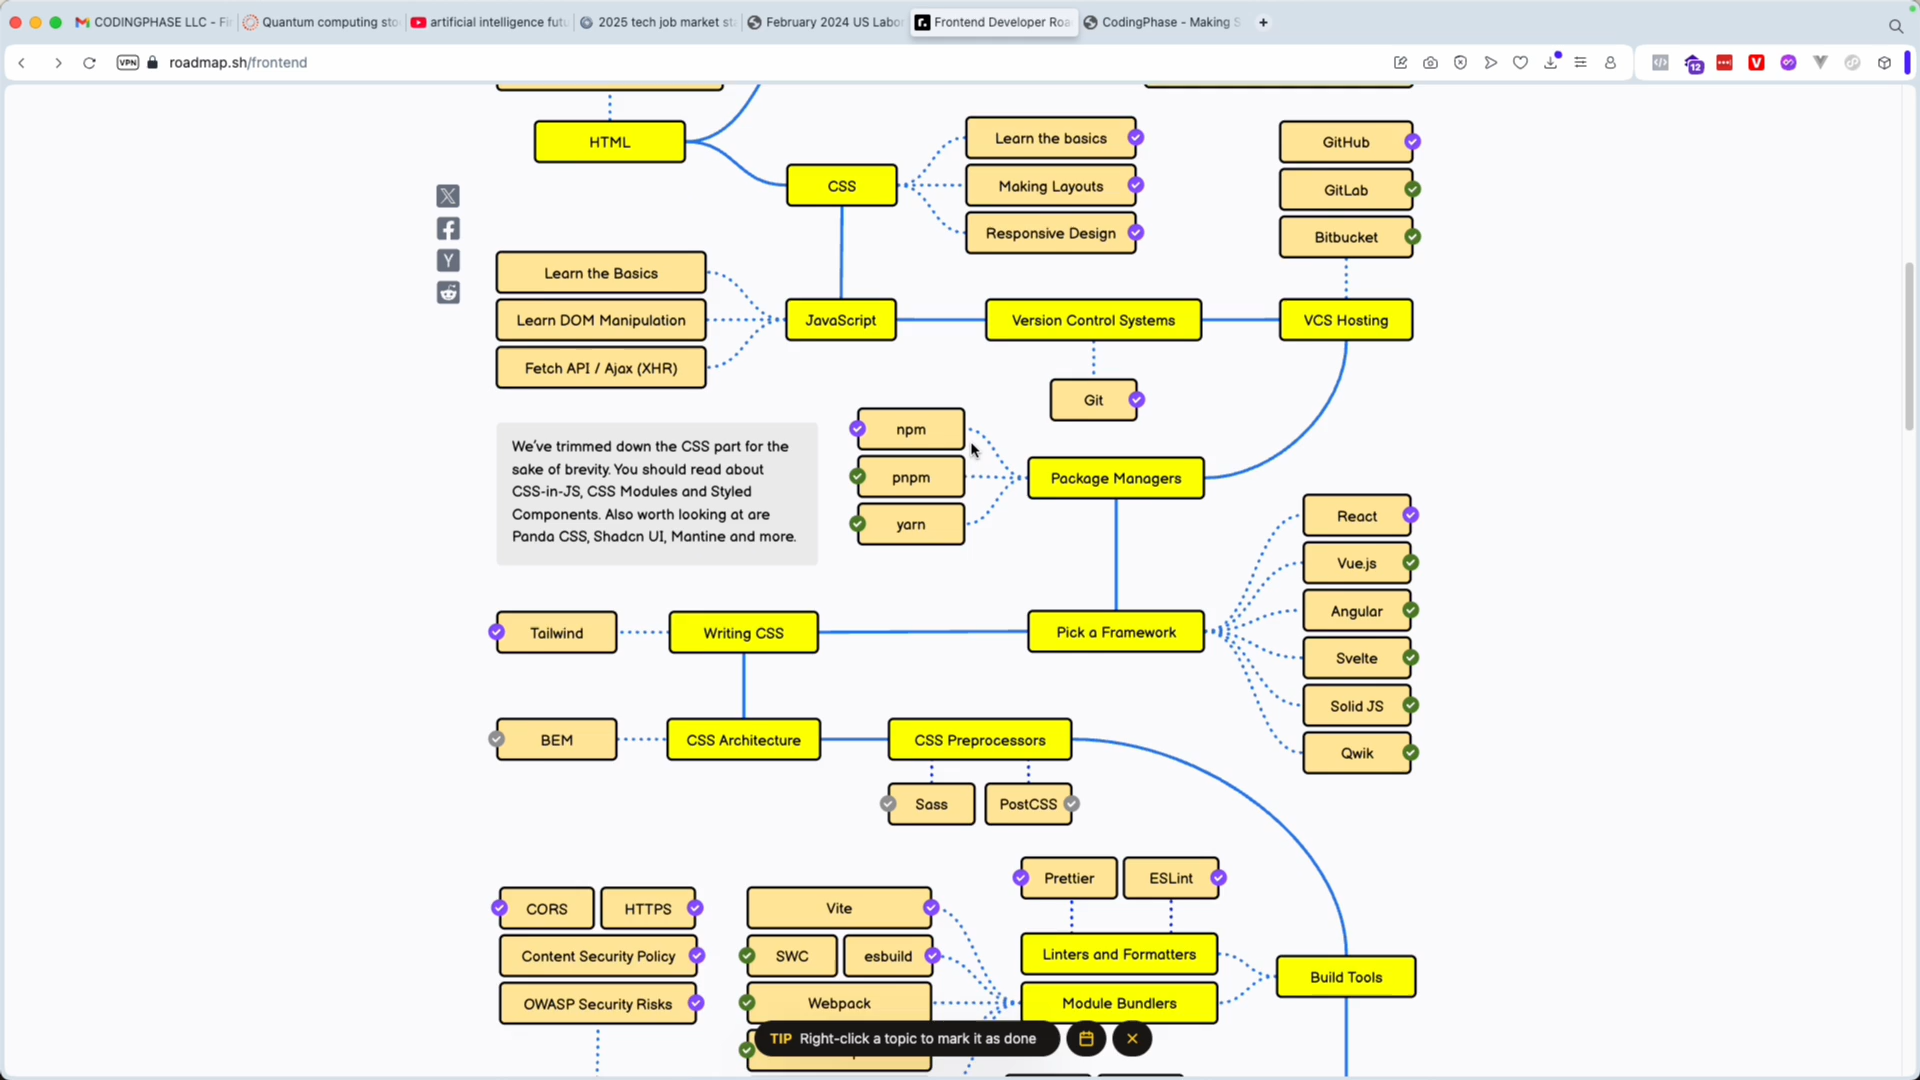 CODINGPHASE LLC - Fi
Quantum computing sto
artificial intelligence futu
2025 tech job market st
February 2024 US Labo
Frontend Developer Roa
CodingPhase - Making S
VPN
roadmap.sh/frontend
12
HTML
CSS
Learn the basics
Making Layouts
Responsive Design
GitHub
GitLab
Bitbucket
Learn the Basics
Learn DOM Manipulation
Fetch API / Ajax (XHR)
JavaScript
Version Control Systems
VCS Hosting
Git
npm
pnpm
yarn
Package Managers
We've trimmed down the CSS part for the
sake of brevity. You should read about
CSS-in-JS, CSS Modules and Styled
Components. Also worth looking at are
Panda CSS, Shadcn UI, Mantine and more.
React
Vue.js
Angular
Svelte
Solid JS
Qwik
Tailwind
Writing CSS
Pick a Framework
BEM
CSS Architecture
CSS Preprocessors
Sass
PostCSS
Prettier
ESLint
CORS
HTTPS
Content Security Policy
OWASP Security Risks
Vite
SWC
esbuild
Webpack
Linters and Formatters
Module Bundlers
Build Tools
TIP Right-click a topic to mark it as done